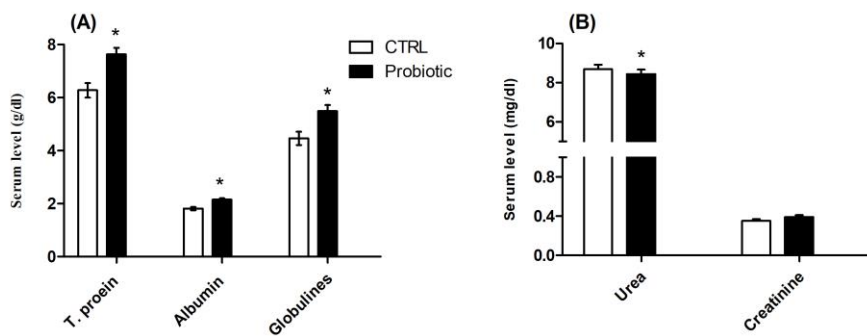 (A)
*
*
*
CTRL
Probiotic
Serum level (g/dl)
8
6
4
2
0
T. proein
Albumin
Globulines
(B)
*
Serum level (mg/dl)
10
8
6
0.8
0.4
0.0
Urea
Creatinine